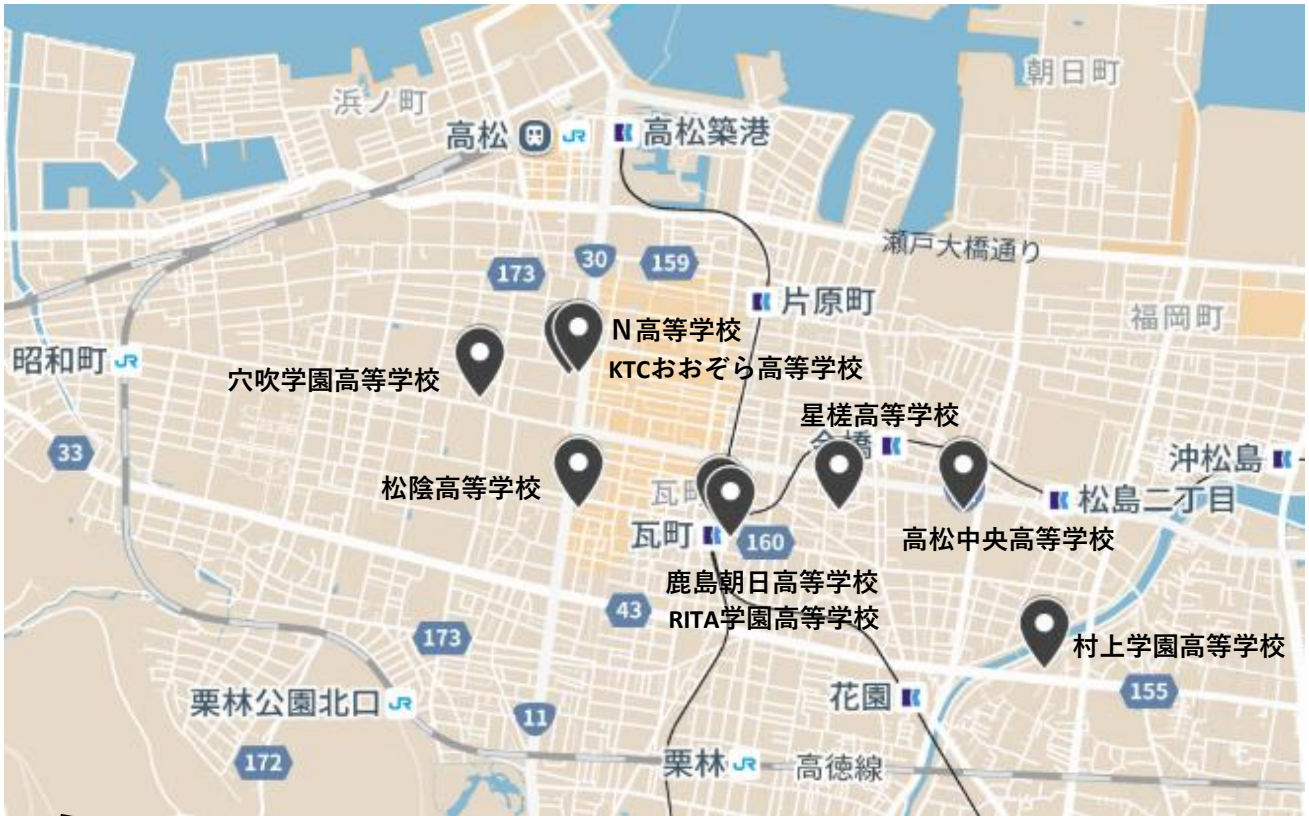 朝日町
浜ノ町
高松 JR
高松築港
瀬戸大橋通り
30
159
173
片原町
福岡町
N高等学校
KTCおおぞら高等学校
昭和町 JR
穴吹学園高等学校
星槎高等学校
今橋
33
沖松島
松陰高等学校
瓦町
松島二丁目
瓦町
160
高松中央高等学校
鹿島朝日高等学校
RITA学園高等学校
43
173
村上学園高等学校
栗林公園北口 JR
花園
155
11
172
栗林 JR
高徳線